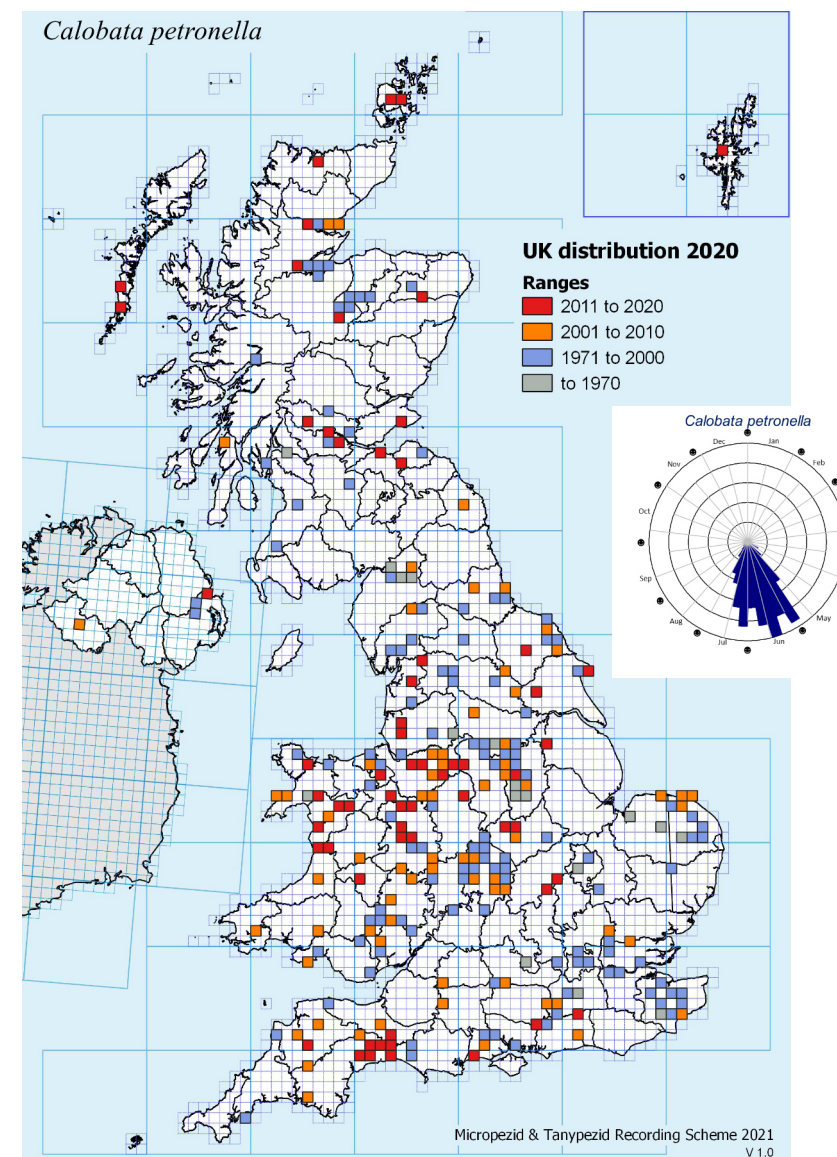 Calobata petronella
UK distribution 2020
Ranges
2011 to 2020
2001 to 2010
1971 to 2000
to 1970
Calobata petronella
Dec
Jan
Nov
Feb
Oct
Sep
Aug
May
Jul
Jun
Micropezid & Tanypezid Recording Scheme 2021
V 1.0